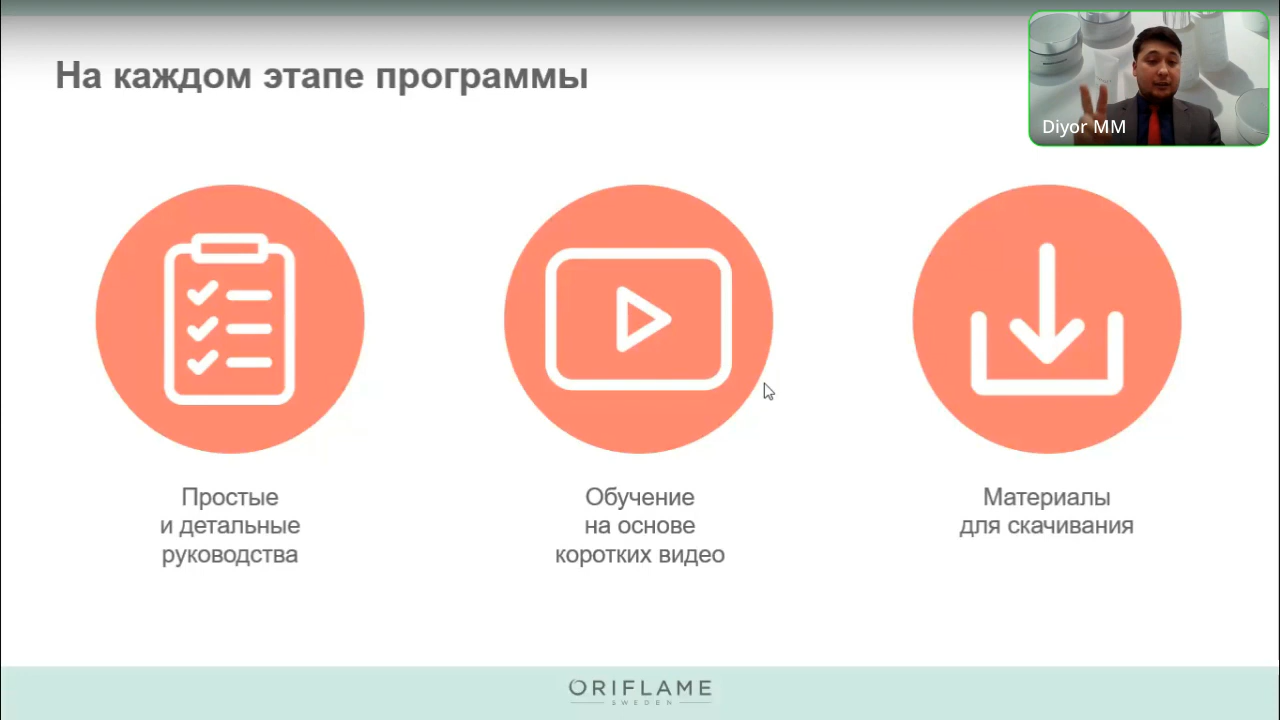 На каждом этапе программы
Diyor MM
Простые
и детальные
руководства
Обучение
на основе
коротких видео
Материалы
для скачивания
ORIFLAME
SWEDEN